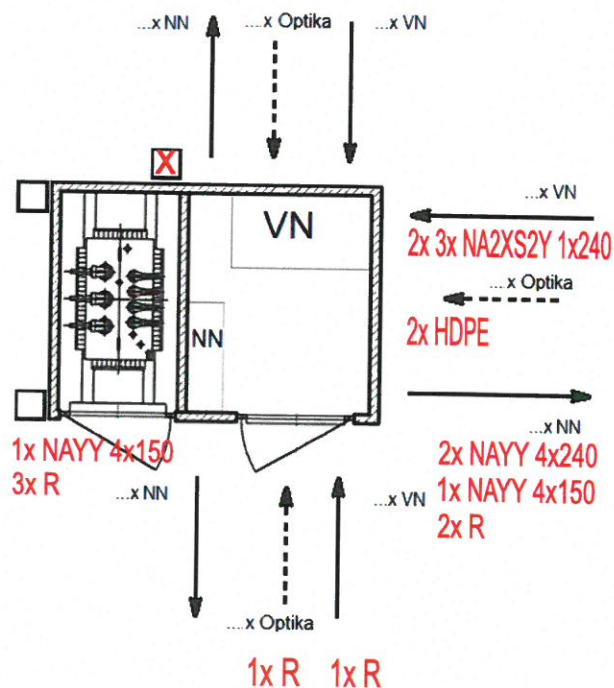 ...x NN
...x Optika
...x VN
X
VN
NN
...x VN
2x 3x NA2XS2Y 1x240
....x Optika
2x HDPE
...x NN
2x NAYY 4x240
1x NAYY 4x150
2x R
1x NAYY 4x150
3x R
...x NN
...x VN
....x Optika
1x R 1x R